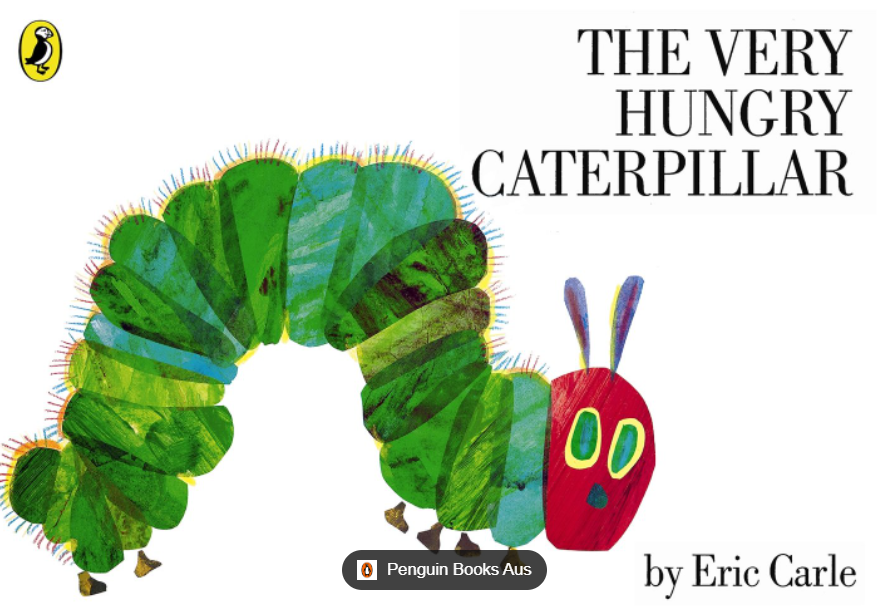 THE VERY
HUNGRY
CATERPILLAR
Penguin Books Aus
by Eric Carle